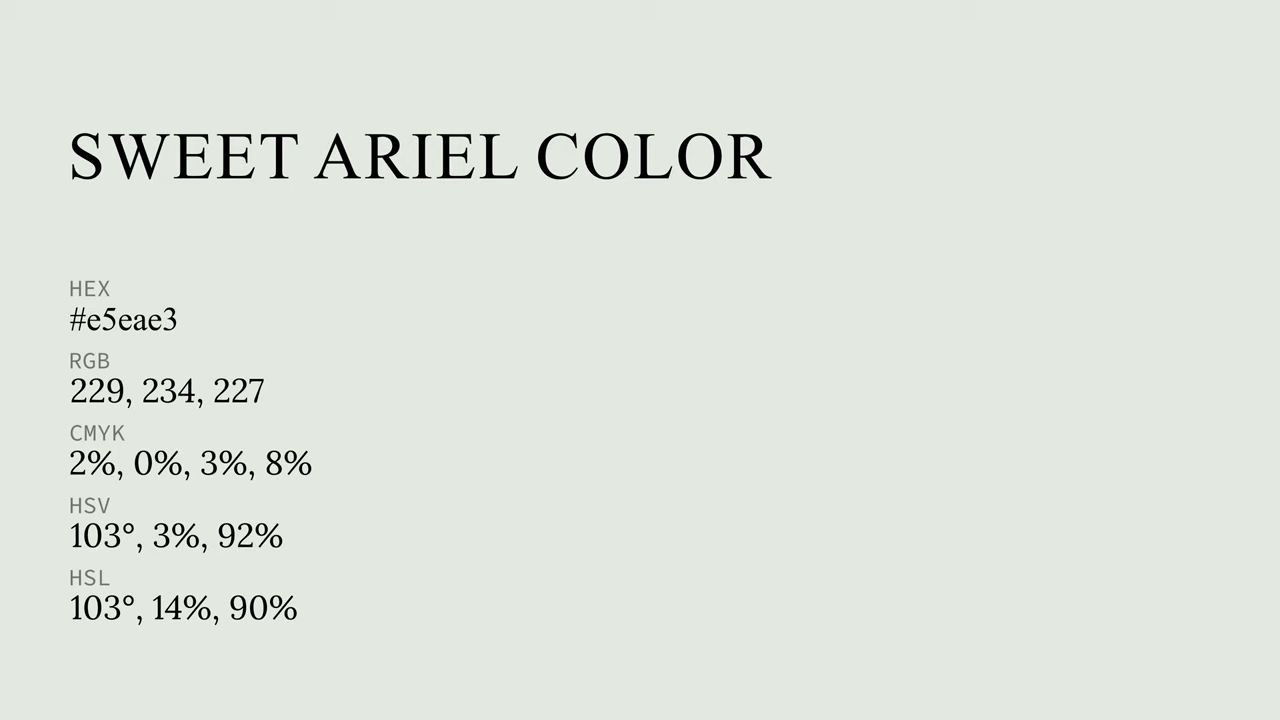 SWEET ARIEL COLOR
HEX
#e5eae3
RGB
229, 234, 227
CMYK
2%, 0%, 3%, 8%
HSV
103°, 3%, 92%
HSL
103°, 14%, 90%